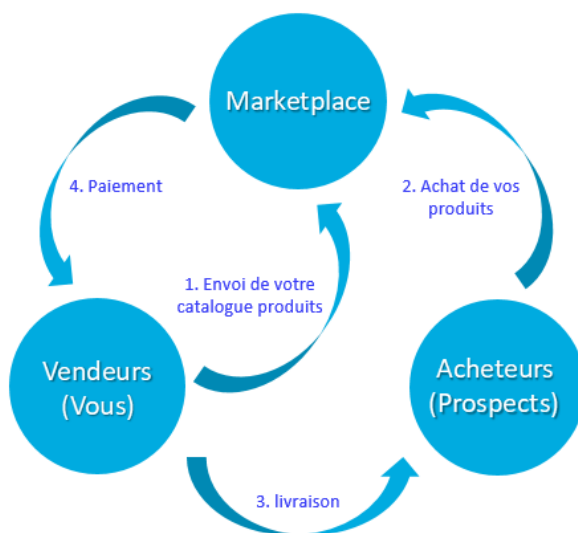 Marketplace
4. Paiement
2. Achat de vos
produits
1. Envoi de votre
catalogue produits
Vendeurs
(Vous)
Acheteurs
(Prospects)
3. livraison